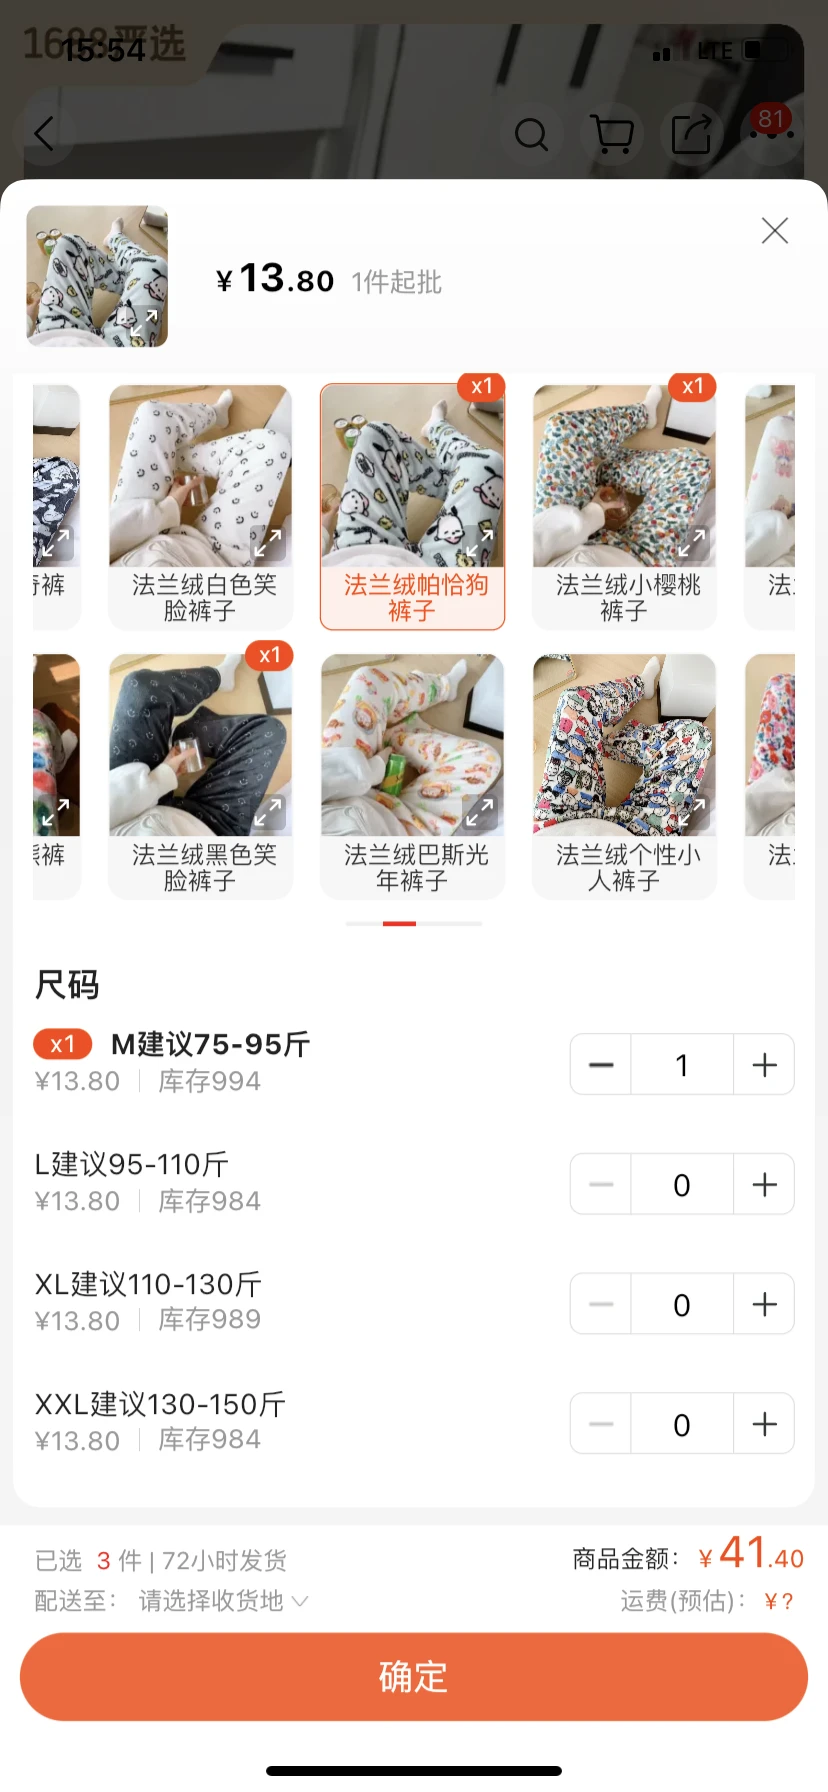 1688严选
15:54
LTE
81
¥13.80 1件起批
x1
x1
奇裤
法兰绒白色笑
脸裤子
法兰绒帕恰狗
裤子
法兰绒小樱桃
裤子
法
x1
熊裤
法兰绒黑色笑
脸裤子
法兰绒巴斯光
年裤子
法兰绒个性小
人裤子
法
尺码
x1 M建议75-95斤
¥13.80 | 库存994
1
L建议95-110斤
¥13.80 | 库存984
0
XL建议110-130斤
¥13.80 | 库存989
0
XXL建议130-150斤
¥13.80 | 库存984
0
已选 3 件 | 72小时发货
商品金额: ¥41.40
配送至: 请选择收货地
运费(预估): ¥?
确定